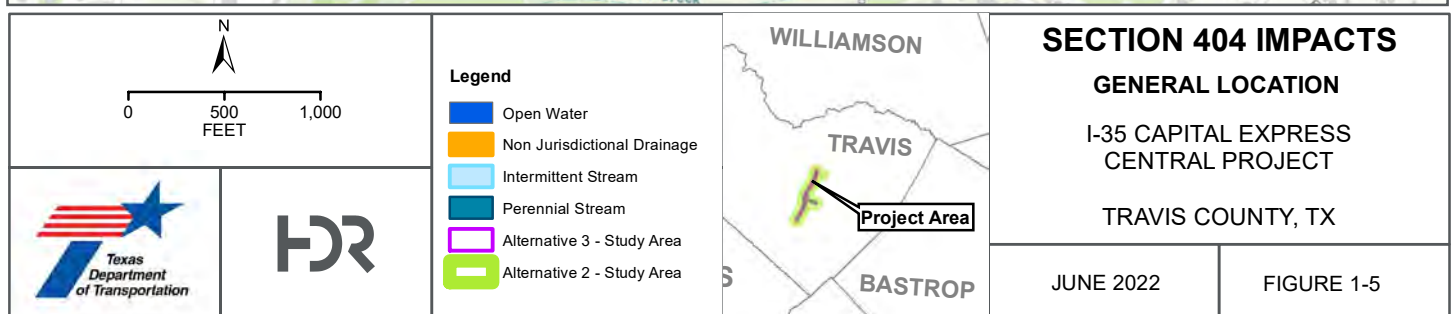 N
0 500 1,000
FEET
Texas
Department
of Transportation
HDR
Legend
Open Water
Non Jurisdictional Drainage
Intermittent Stream
Perennial Stream
Alternative 3 - Study Area
Alternative 2 - Study Area
WILLIAMSON
TRAVIS
Project Area
S
BASTROP
SECTION 404 IMPACTS
GENERAL LOCATION
I-35 CAPITAL EXPRESS
CENTRAL PROJECT
TRAVIS COUNTY, TX
JUNE 2022
FIGURE 1-5